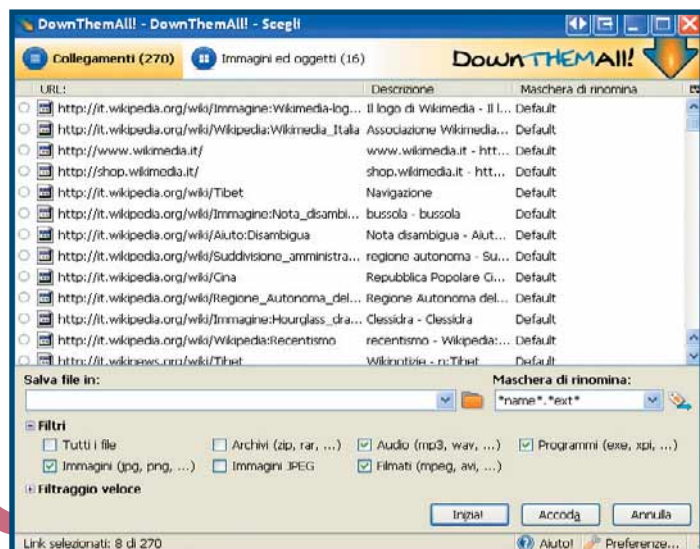 DownThemAll! - DownThemAll! - Scegli
Collegamenti (270) Immagini ed oggetti (16) DOWNTHEMALL!
URL: Descrizione Maschera di rinomina
http://it.wikipedia.org/wiki/Immagine:Wikimedia-log... Il logo di Wikimedia - Il l... Default
http://it.wikipedia.org/wiki/Wikipedia:Wikimedia_Italia Associazione Wikimedia... Default
http://www.wikimedia.it/ www.wikimedia.it - htt... Default
http://shop.wikimedia.it/ shop.wikimedia.it - htt... Default
http://it.wikipedia.org/wiki/Tibet Navigazione Default
http://it.wikipedia.org/wiki/Immagine:Nota_disambi... bussola - bussola Default
http://it.wikipedia.org/wiki/Aiuto:Disambigua Nota disambigua - Aiut... Default
http://it.wikipedia.org/wiki/Suddivisione_amministra... regione autonoma - Su... Default
http://it.wikipedia.org/wiki/Cina Repubblica Popolare Ci... Default
http://it.wikipedia.org/wiki/Regione_Autonoma_del... Regione Autonoma del... Default
http://it.wikipedia.org/wiki/Immagine:Hourglass_dra... Clessidra - Clessidra Default
http://it.wikipedia.org/wiki/Wikipedia:Recentismo recentismo - Wikipedia:... Default
http://it.wikinews.org/wiki/Tibet Wikinotizie - n:Tibet Default
Salva file in: Maschera di rinomina:
*name*.*ext*
Filtri
Tutti i file Archivi (zip, rar, ...) Audio (mp3, wav, ...) Programmi (exe, xpi, ...)
Immagini (jpg, png, ...) Immagini JPEG Filmati (mpeg, avi, ...)
Filtraggio veloce
Inizia! Accoda Annulla
Link selezionati: 8 di 270 Aiuto! Preferenze...